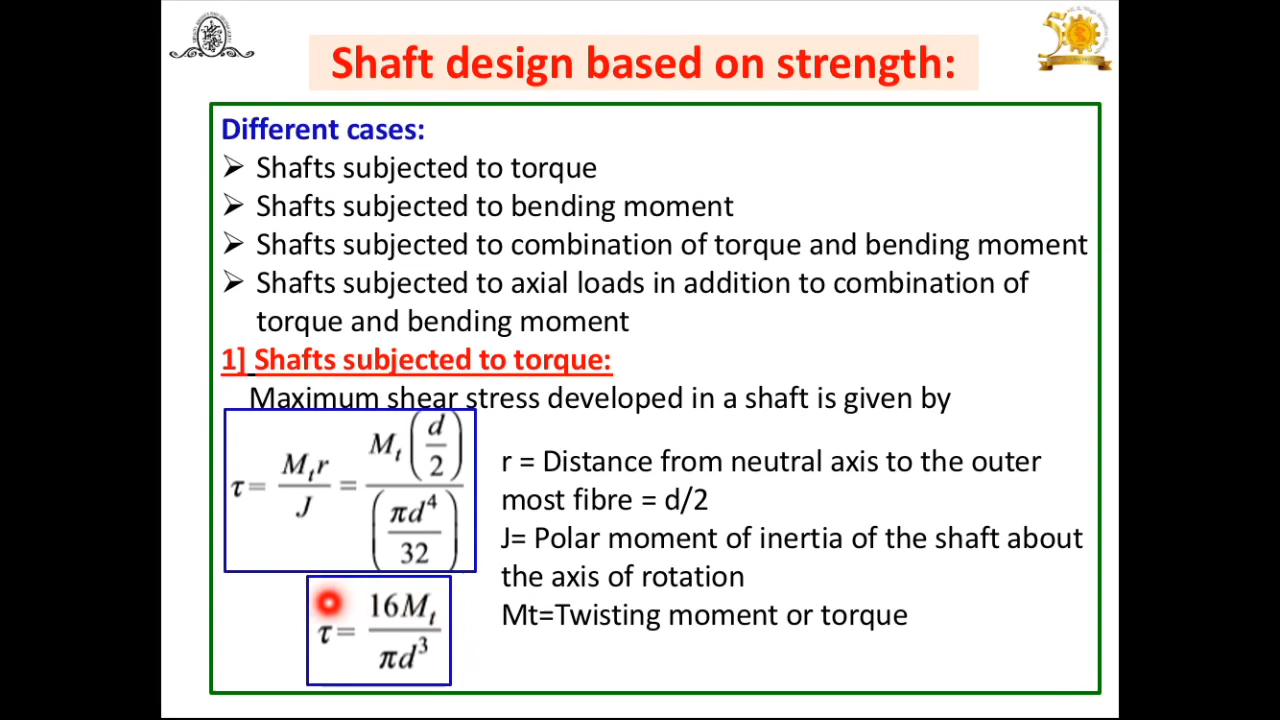 Shaft design based on strength:
Different cases:
➢ Shafts subjected to torque
➢ Shafts subjected to bending moment
➢ Shafts subjected to combination of torque and bending moment
➢ Shafts subjected to axial loads in addition to combination of
torque and bending moment
1] Shafts subjected to torque:
Maximum shear stress developed in a shaft is given by
τ = M_t r / J = M_t (d/2) / (πd⁴/32)
r = Distance from neutral axis to the outer
most fibre = d/2
J= Polar moment of inertia of the shaft about
the axis of rotation
Mt=Twisting moment or torque
τ = 16M_t / πd³